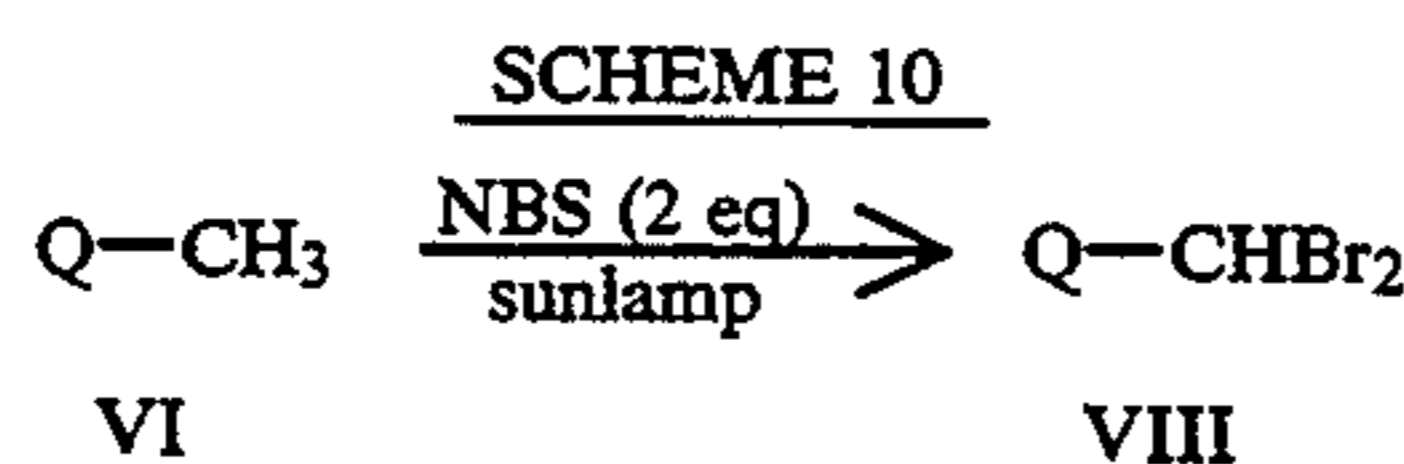 SCHEME 10
NBS (2 eq)
Q—CH₃ Q—CHBr₂
sunlamp
VI VIII